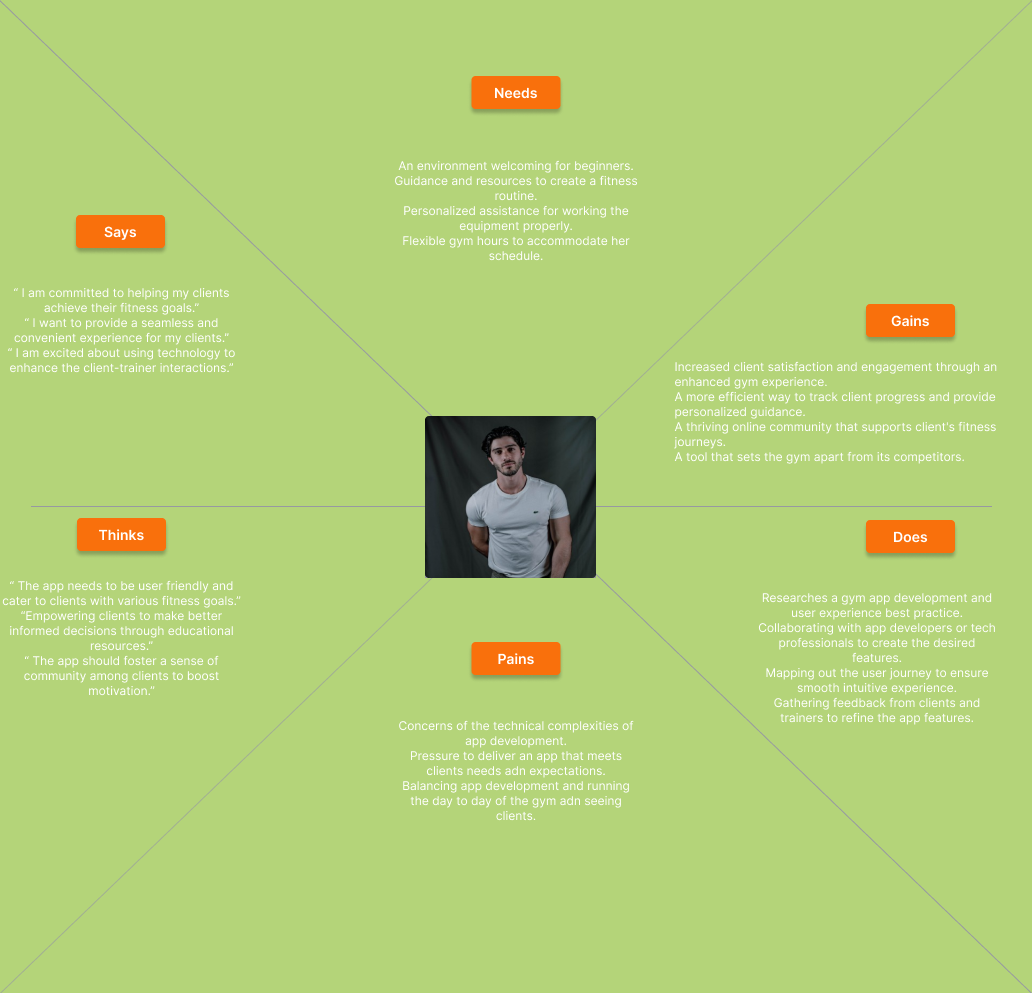 Needs
An environment welcoming for beginners.
Guidance and resources to create a fitness
routine.
Personalized assistance for working the
equipment properly.
Flexible gym hours to accommodate her
schedule.
Says
“ I am committed to helping my clients
achieve their fitness goals.”
“ I want to provide a seamless and
convenient experience for my clients.”
“ I am excited about using technology to
enhance the client-trainer interactions.”
Gains
Increased client satisfaction and engagement through an
enhanced gym experience.
A more efficient way to track client progress and provide
personalized guidance.
A thriving online community that supports client's fitness
journeys.
A tool that sets the gym apart from its competitors.
Thinks
“ The app needs to be user friendly and
cater to clients with various fitness goals.”
“Empowering clients to make better
informed decisions through educational
resources.”
“ The app should foster a sense of
community among clients to boost
motivation.”
Does
Researches a gym app development and
user experience best practice.
Collaborating with app developers or tech
professionals to create the desired
features.
Mapping out the user journey to ensure
smooth intuitive experience.
Gathering feedback from clients and
trainers to refine the app features.
Pains
Concerns of the technical complexities of
app development.
Pressure to deliver an app that meets
clients needs adn expectations.
Balancing app development and running
the day to day of the gym adn seeing
clients.